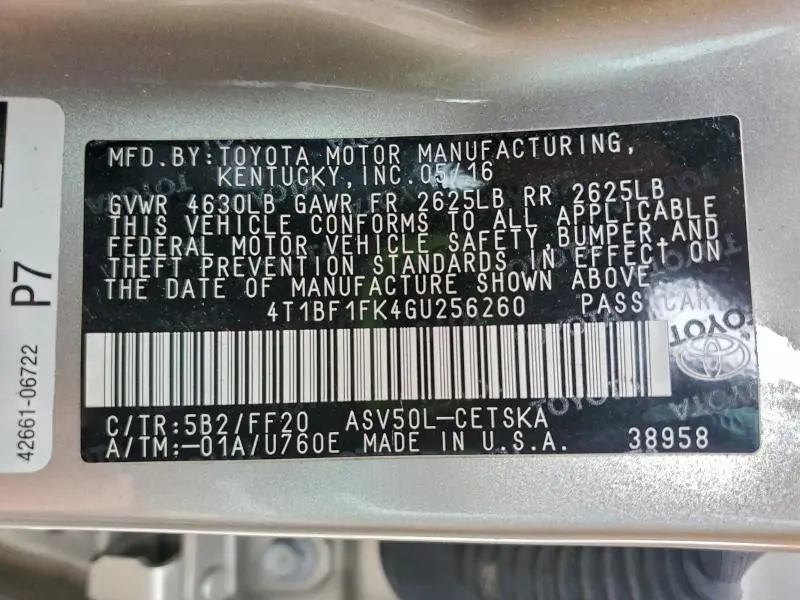 MFD.BY:TOYOTA MOTOR MANUFACTURING,
KENTUCKY,INC.05/16
GVWR 4630LB GAWR FR 2625LB RR 2625LB
THIS VEHICLE CONFORMS TO ALL APPLICABLE
FEDERAL MOTOR VEHICLE SAFETY,BUMPER,AND
THEFT PREVENTION STANDARDS IN EFFECT ON
THE DATE OF MANUFACTURE SHOWN ABOVE.
4T1BF1FK4GU256260 PASS.CAR
C/TR:5B2/FF20 ASV50L-CETSKA
A/TM:-01A/U760E MADE IN U.S.A. 38958
TOYOTA
P7
42661-06722